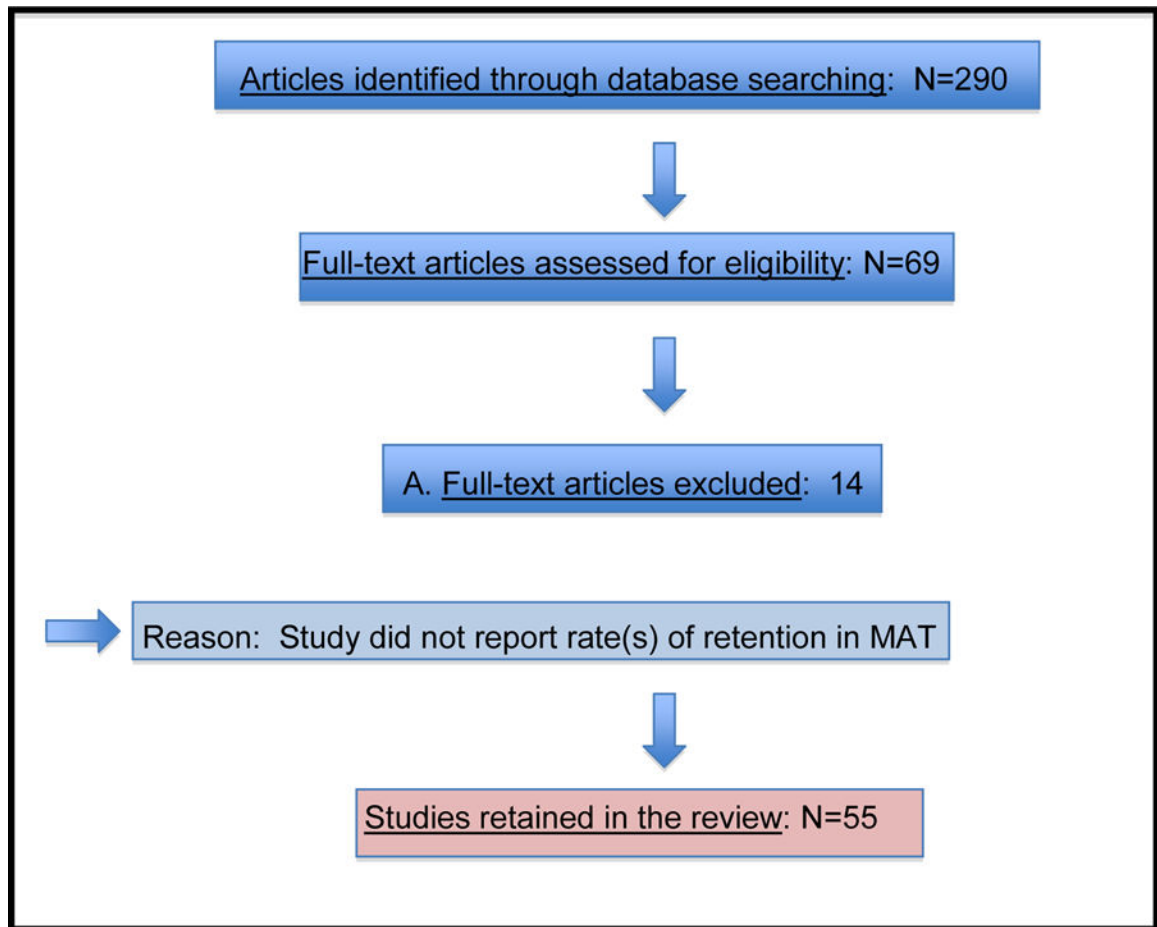 Articles identified through database searching: N=290
Full-text articles assessed for eligibility: N=69
A. Full-text articles excluded: 14
Reason: Study did not report rate(s) of retention in MAT
Studies retained in the review: N=55